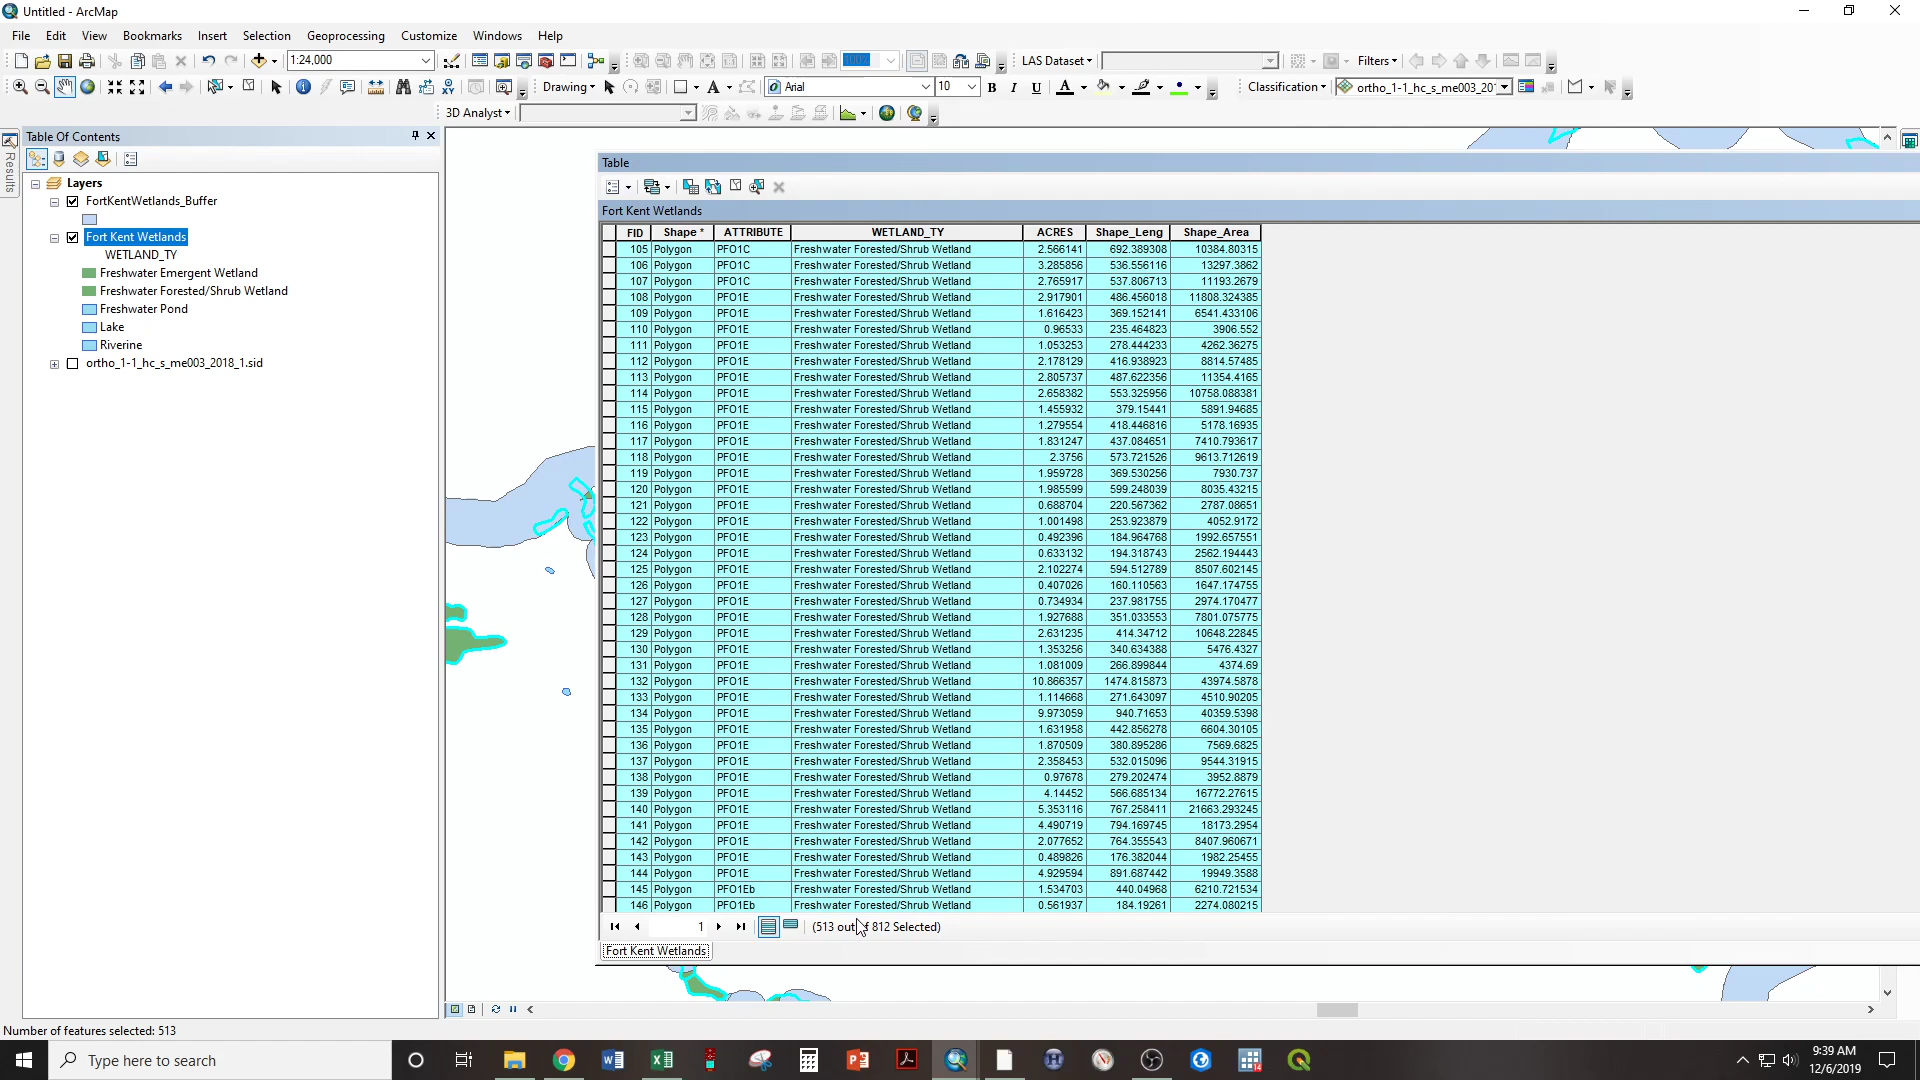 Untitled - ArcMap
File Edit View Bookmarks Insert Selection Geoprocessing Customize Windows Help
1:24,000 100% LAS Dataset Filters
Drawing A Arial 10 B I U A Classification ortho_1-1_hc_s_me003_201
3D Analyst
Results
Table Of Contents
Layers
FortKentWetlands_Buffer
Fort Kent Wetlands
WETLAND_TY
Freshwater Emergent Wetland
Freshwater Forested/Shrub Wetland
Freshwater Pond
Lake
Riverine
ortho_1-1_hc_s_me003_2018_1.sid
Table
Fort Kent Wetlands
FID Shape * ATTRIBUTE WETLAND_TY ACRES Shape_Leng Shape_Area
105 Polygon PFO1C Freshwater Forested/Shrub Wetland 2.566141 692.389308 10384.80315
106 Polygon PFO1C Freshwater Forested/Shrub Wetland 3.285856 536.556116 13297.3862
107 Polygon PFO1C Freshwater Forested/Shrub Wetland 2.765917 537.806713 11193.2679
108 Polygon PFO1E Freshwater Forested/Shrub Wetland 2.917901 486.456018 11808.324385
109 Polygon PFO1E Freshwater Forested/Shrub Wetland 1.616423 369.152141 6541.433106
110 Polygon PFO1E Freshwater Forested/Shrub Wetland 0.96533 235.464823 3906.552
111 Polygon PFO1E Freshwater Forested/Shrub Wetland 1.053253 278.444233 4262.36275
112 Polygon PFO1E Freshwater Forested/Shrub Wetland 2.178129 416.938923 8814.57485
113 Polygon PFO1E Freshwater Forested/Shrub Wetland 2.805737 487.622356 11354.4165
114 Polygon PFO1E Freshwater Forested/Shrub Wetland 2.658382 553.325956 10758.088381
115 Polygon PFO1E Freshwater Forested/Shrub Wetland 1.455932 379.15441 5891.94685
116 Polygon PFO1E Freshwater Forested/Shrub Wetland 1.279554 418.446816 5178.16935
117 Polygon PFO1E Freshwater Forested/Shrub Wetland 1.831247 437.084651 7410.793617
118 Polygon PFO1E Freshwater Forested/Shrub Wetland 2.3756 573.721526 9613.712619
119 Polygon PFO1E Freshwater Forested/Shrub Wetland 1.959728 369.530256 7930.737
120 Polygon PFO1E Freshwater Forested/Shrub Wetland 1.985599 599.248039 8035.43215
121 Polygon PFO1E Freshwater Forested/Shrub Wetland 0.688704 220.567362 2787.08651
122 Polygon PFO1E Freshwater Forested/Shrub Wetland 1.001498 253.923879 4052.9172
123 Polygon PFO1E Freshwater Forested/Shrub Wetland 0.492396 184.964768 1992.657551
124 Polygon PFO1E Freshwater Forested/Shrub Wetland 0.633132 194.318743 2562.194443
125 Polygon PFO1E Freshwater Forested/Shrub Wetland 2.102274 594.512789 8507.602145
126 Polygon PFO1E Freshwater Forested/Shrub Wetland 0.407026 160.110563 1647.174755
127 Polygon PFO1E Freshwater Forested/Shrub Wetland 0.734934 237.981755 2974.170477
128 Polygon PFO1E Freshwater Forested/Shrub Wetland 1.927688 351.033553 7801.075775
129 Polygon PFO1E Freshwater Forested/Shrub Wetland 2.631235 414.34712 10648.22845
130 Polygon PFO1E Freshwater Forested/Shrub Wetland 1.353256 340.634388 5476.4327
131 Polygon PFO1E Freshwater Forested/Shrub Wetland 1.081009 266.899844 4374.69
132 Polygon PFO1E Freshwater Forested/Shrub Wetland 10.866357 1474.815873 43974.5878
133 Polygon PFO1E Freshwater Forested/Shrub Wetland 1.114668 271.643097 4510.90205
134 Polygon PFO1E Freshwater Forested/Shrub Wetland 9.973059 940.71653 40359.5398
135 Polygon PFO1E Freshwater Forested/Shrub Wetland 1.631958 442.856278 6604.30105
136 Polygon PFO1E Freshwater Forested/Shrub Wetland 1.870509 380.895286 7569.6825
137 Polygon PFO1E Freshwater Forested/Shrub Wetland 2.358453 532.015096 9544.31915
138 Polygon PFO1E Freshwater Forested/Shrub Wetland 0.97678 279.202474 3952.8879
139 Polygon PFO1E Freshwater Forested/Shrub Wetland 4.14452 566.685134 16772.27615
140 Polygon PFO1E Freshwater Forested/Shrub Wetland 5.353116 767.258411 21663.293245
141 Polygon PFO1E Freshwater Forested/Shrub Wetland 4.490719 794.169745 18173.2954
142 Polygon PFO1E Freshwater Forested/Shrub Wetland 2.077652 764.355543 8407.960671
143 Polygon PFO1E Freshwater Forested/Shrub Wetland 0.489826 176.382044 1982.25455
144 Polygon PFO1E Freshwater Forested/Shrub Wetland 4.929594 891.687442 19949.3588
145 Polygon PFO1Eb Freshwater Forested/Shrub Wetland 1.534703 440.04968 6210.721534
146 Polygon PFO1Eb Freshwater Forested/Shrub Wetland 0.561937 184.19261 2274.080215
1 (513 out of 812 Selected)
Fort Kent Wetlands
Number of features selected: 513
Type here to search
9:39 AM
12/6/2019